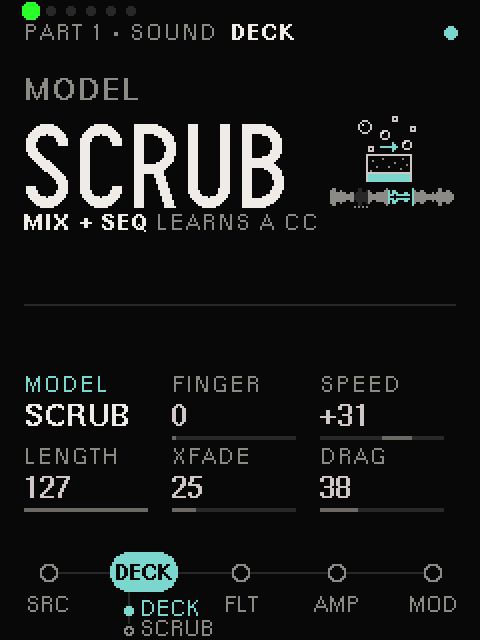 PART 1 · SOUND DECK
MODEL
SCRUB
MIX + SEQ LEARNS A CC
MODEL FINGER SPEED
SCRUB 0 +31
LENGTH XFADE DRAG
127 25 38
DECK
SRC DECK FLT AMP MOD
SCRUB